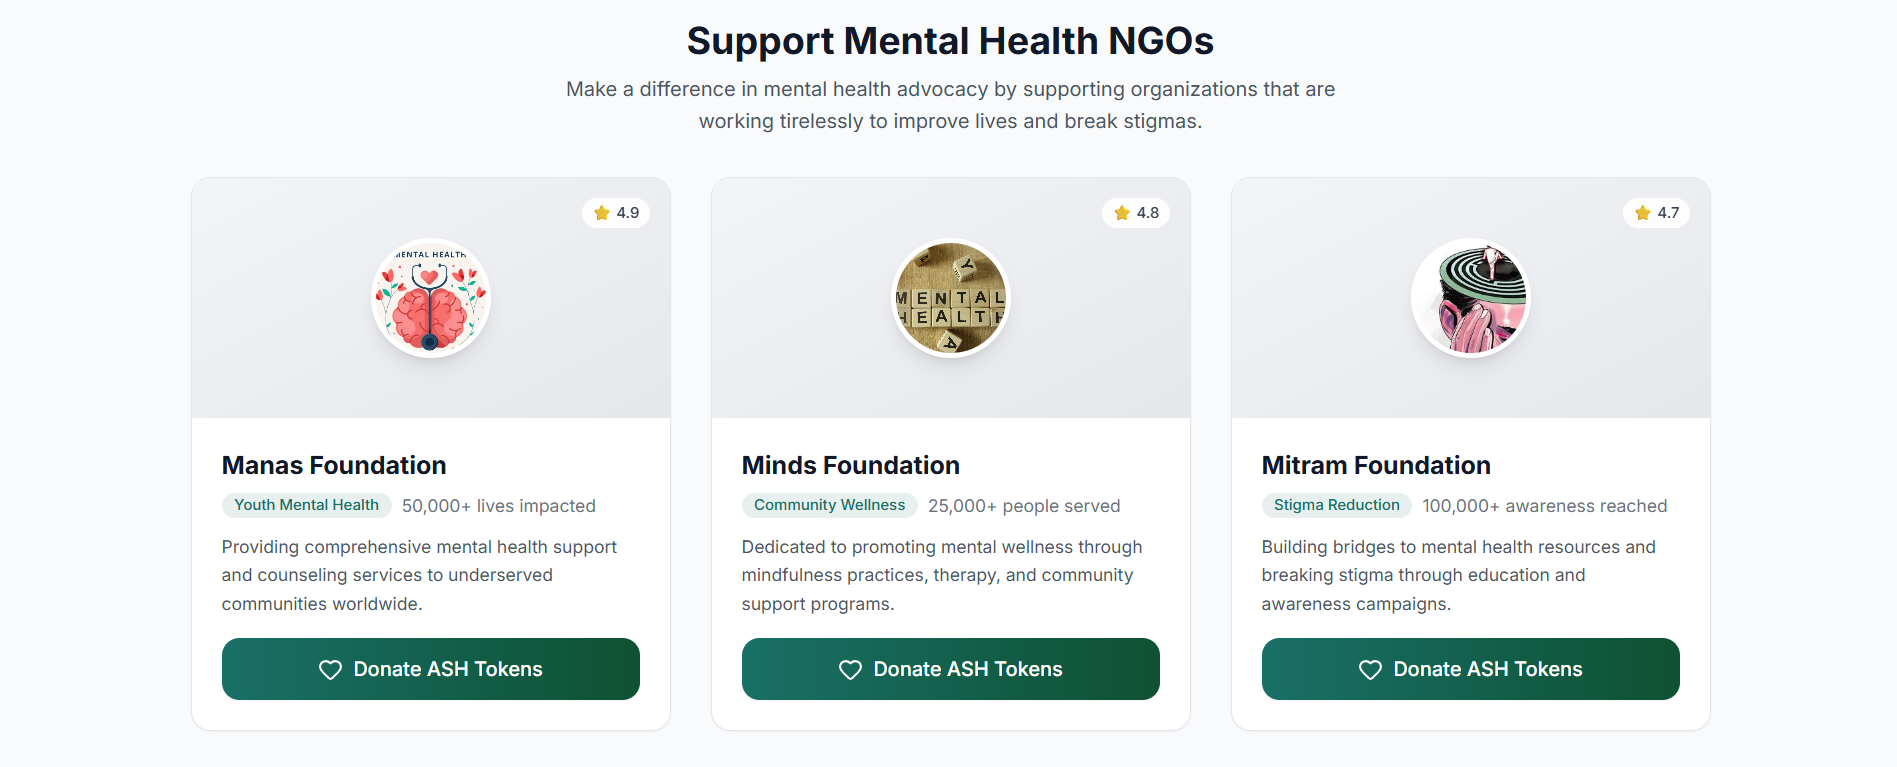 Support Mental Health NGOs
Make a difference in mental health advocacy by supporting organizations that are
working tirelessly to improve lives and break stigmas.
4.9
MENTAL HEALTH
Manas Foundation
Youth Mental Health 50,000+ lives impacted
Providing comprehensive mental health support
and counseling services to underserved
communities worldwide.
Donate ASH Tokens
4.8
Y
MENTAL
HEALTH
A
Minds Foundation
Community Wellness 25,000+ people served
Dedicated to promoting mental wellness through
mindfulness practices, therapy, and community
support programs.
Donate ASH Tokens
4.7
Mitram Foundation
Stigma Reduction 100,000+ awareness reached
Building bridges to mental health resources and
breaking stigma through education and
awareness campaigns.
Donate ASH Tokens